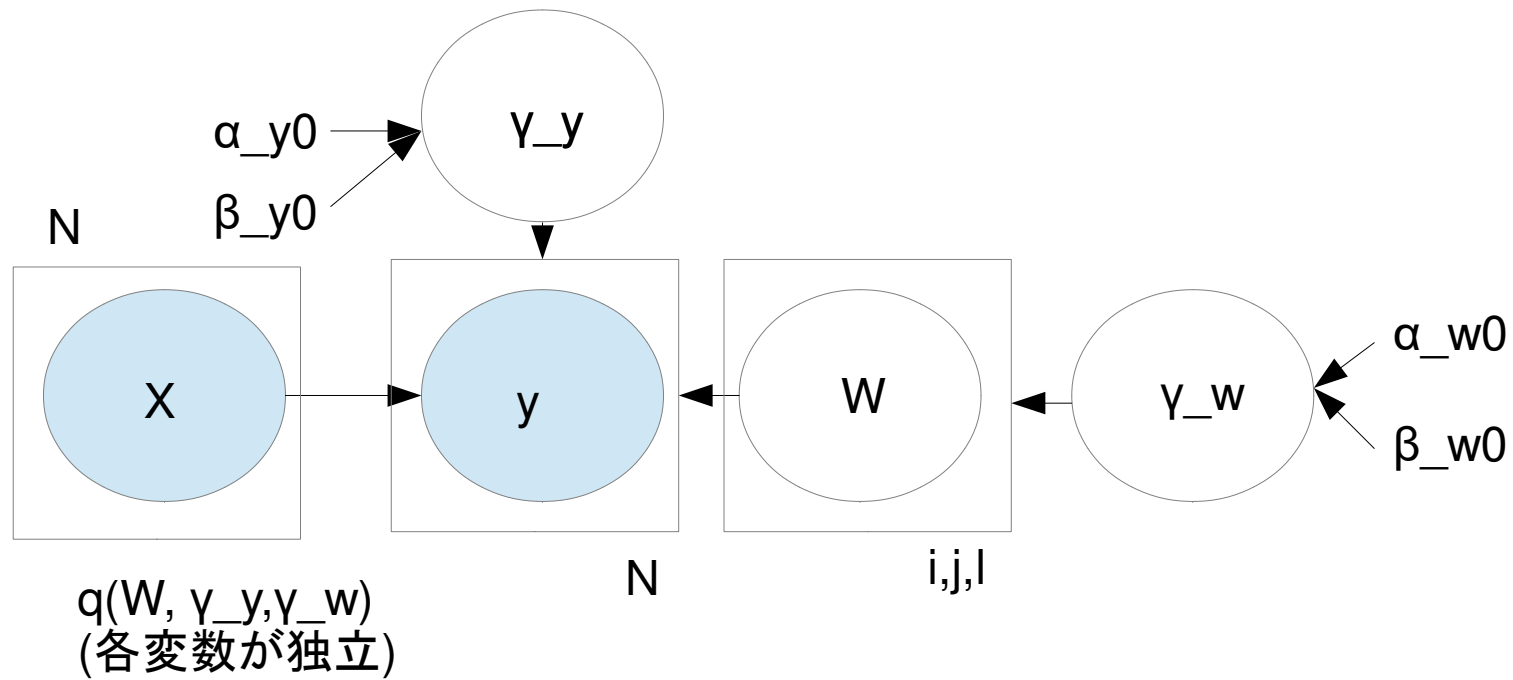 γ_y
α_y0
β_y0
N
X
y
W
γ_w
α_w0
β_w0
N
i,j,l
q(W, γ_y,γ_w)
(各変数が独立)